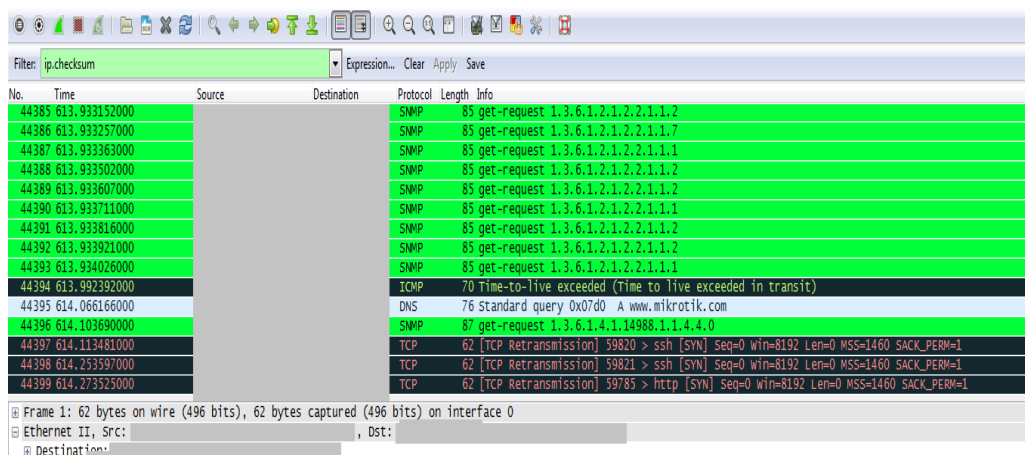 Filter: ip.checksum Expression... Clear Apply Save
No. Time Source Destination Protocol Length Info
44385 613.933152000 SNMP 85 get-request 1.3.6.1.2.1.2.2.1.1.2
44386 613.933257000 SNMP 85 get-request 1.3.6.1.2.1.2.2.1.1.7
44387 613.933363000 SNMP 85 get-request 1.3.6.1.2.1.2.2.1.1.1
44388 613.933502000 SNMP 85 get-request 1.3.6.1.2.1.2.2.1.1.2
44389 613.933607000 SNMP 85 get-request 1.3.6.1.2.1.2.2.1.1.2
44390 613.933711000 SNMP 85 get-request 1.3.6.1.2.1.2.2.1.1.1
44391 613.933816000 SNMP 85 get-request 1.3.6.1.2.1.2.2.1.1.2
44392 613.933921000 SNMP 85 get-request 1.3.6.1.2.1.2.2.1.1.2
44393 613.934026000 SNMP 85 get-request 1.3.6.1.2.1.2.2.1.1.1
44394 613.992392000 ICMP 70 Time-to-live exceeded (Time to live exceeded in transit)
44395 614.066166000 DNS 76 Standard query 0x07d0 A www.mikrotik.com
44396 614.103690000 SNMP 87 get-request 1.3.6.1.4.1.14988.1.1.4.4.0
44397 614.113481000 TCP 62 [TCP Retransmission] 59820 > ssh [SYN] Seq=0 Win=8192 Len=0 MSS=1460 SACK_PERM=1
44398 614.253597000 TCP 62 [TCP Retransmission] 59821 > ssh [SYN] Seq=0 Win=8192 Len=0 MSS=1460 SACK_PERM=1
44399 614.273525000 TCP 62 [TCP Retransmission] 59785 > http [SYN] Seq=0 Win=8192 Len=0 MSS=1460 SACK_PERM=1
Frame 1: 62 bytes on wire (496 bits), 62 bytes captured (496 bits) on interface 0
Ethernet II, Src: , Dst:
Destination: